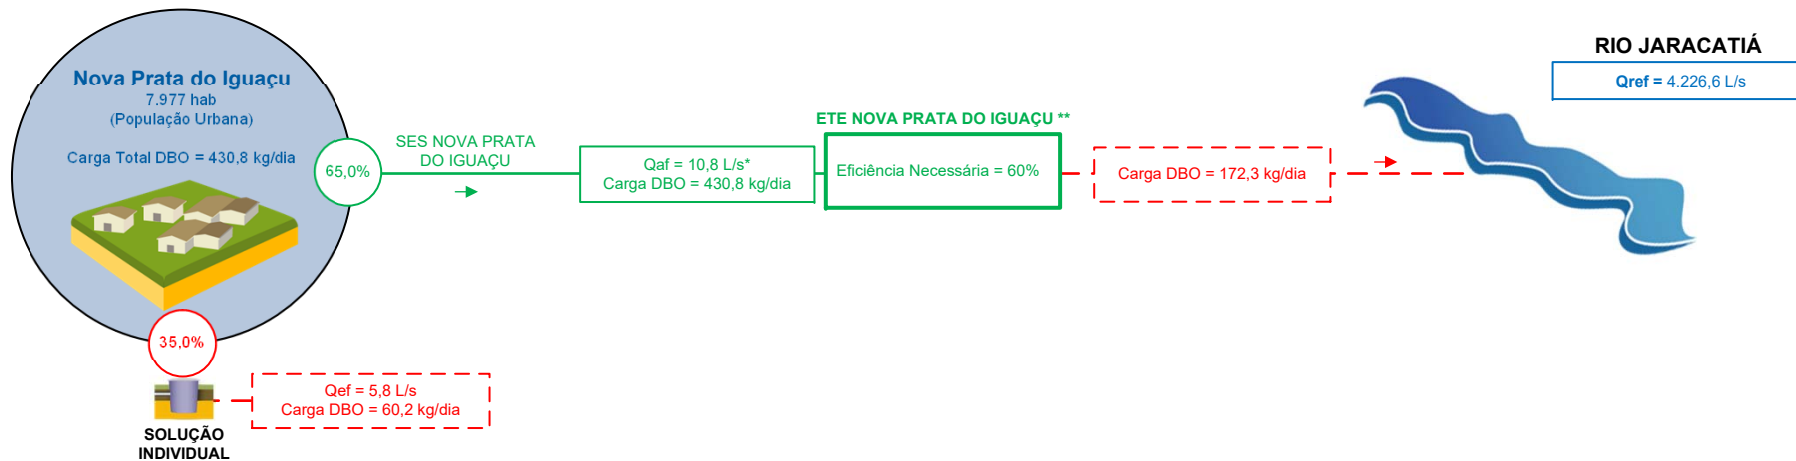 Nova Prata do Iguaçu
7.977 hab
(População Urbana)
Carga Total DBO = 430,8 kg/dia
65,0%
SES NOVA PRATA
DO IGUAÇU
Qaf = 10,8 L/s*
Carga DBO = 430,8 kg/dia
ETE NOVA PRATA DO IGUAÇU **
Eficiência Necessária = 60%
Carga DBO = 172,3 kg/dia
RIO JARACATIÁ
Qref = 4.226,6 L/s
35,0%
Qef = 5,8 L/s
Carga DBO = 60,2 kg/dia
SOLUÇÃO
INDIVIDUAL